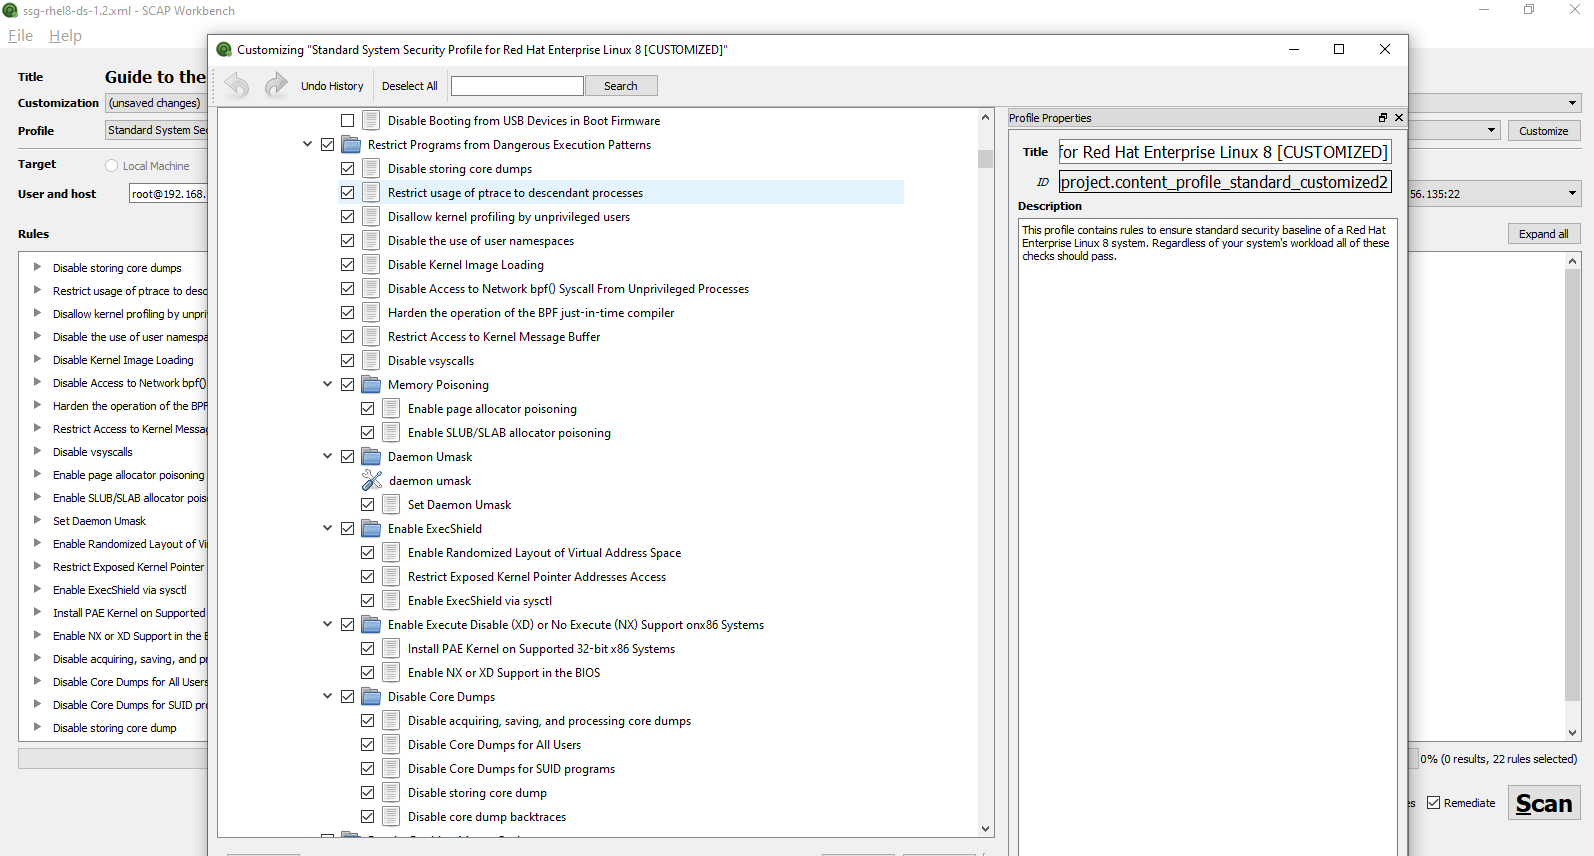 ssg-rhel8-ds-1.2.xml - SCAP Workbench
File Help
Customizing "Standard System Security Profile for Red Hat Enterprise Linux 8 [CUSTOMIZED]"
Undo History Deselect All Search
Title Guide to the
Customization (unsaved changes)
Profile Standard System Sec
Customize
Target Local Machine
User and host root@192.168.
56.135:22
Rules
Expand all
Disable storing core dumps
Restrict usage of ptrace to desc
Disallow kernel profiling by unpri
Disable the use of user namespa
Disable Kernel Image Loading
Disable Access to Network bpf()
Harden the operation of the BPF
Restrict Access to Kernel Messag
Disable vsyscalls
Enable page allocator poisoning
Enable SLUB/SLAB allocator pois
Set Daemon Umask
Enable Randomized Layout of Vi
Restrict Exposed Kernel Pointer
Enable ExecShield via sysctl
Install PAE Kernel on Supported
Enable NX or XD Support in the B
Disable acquiring, saving, and pr
Disable Core Dumps for All Users
Disable Core Dumps for SUID pro
Disable storing core dump
Disable Booting from USB Devices in Boot Firmware
Restrict Programs from Dangerous Execution Patterns
Disable storing core dumps
Restrict usage of ptrace to descendant processes
Disallow kernel profiling by unprivileged users
Disable the use of user namespaces
Disable Kernel Image Loading
Disable Access to Network bpf() Syscall From Unprivileged Processes
Harden the operation of the BPF just-in-time compiler
Restrict Access to Kernel Message Buffer
Disable vsyscalls
Memory Poisoning
Enable page allocator poisoning
Enable SLUB/SLAB allocator poisoning
Daemon Umask
daemon umask
Set Daemon Umask
Enable ExecShield
Enable Randomized Layout of Virtual Address Space
Restrict Exposed Kernel Pointer Addresses Access
Enable ExecShield via sysctl
Enable Execute Disable (XD) or No Execute (NX) Support onx86 Systems
Install PAE Kernel on Supported 32-bit x86 Systems
Enable NX or XD Support in the BIOS
Disable Core Dumps
Disable acquiring, saving, and processing core dumps
Disable Core Dumps for All Users
Disable Core Dumps for SUID programs
Disable storing core dump
Disable core dump backtraces
Profile Properties
Title for Red Hat Enterprise Linux 8 [CUSTOMIZED]
ID project.content_profile_standard_customized2
Description
This profile contains rules to ensure standard security baseline of a Red Hat
Enterprise Linux 8 system. Regardless of your system's workload all of these
checks should pass.
0% (0 results, 22 rules selected)
es Remediate Scan